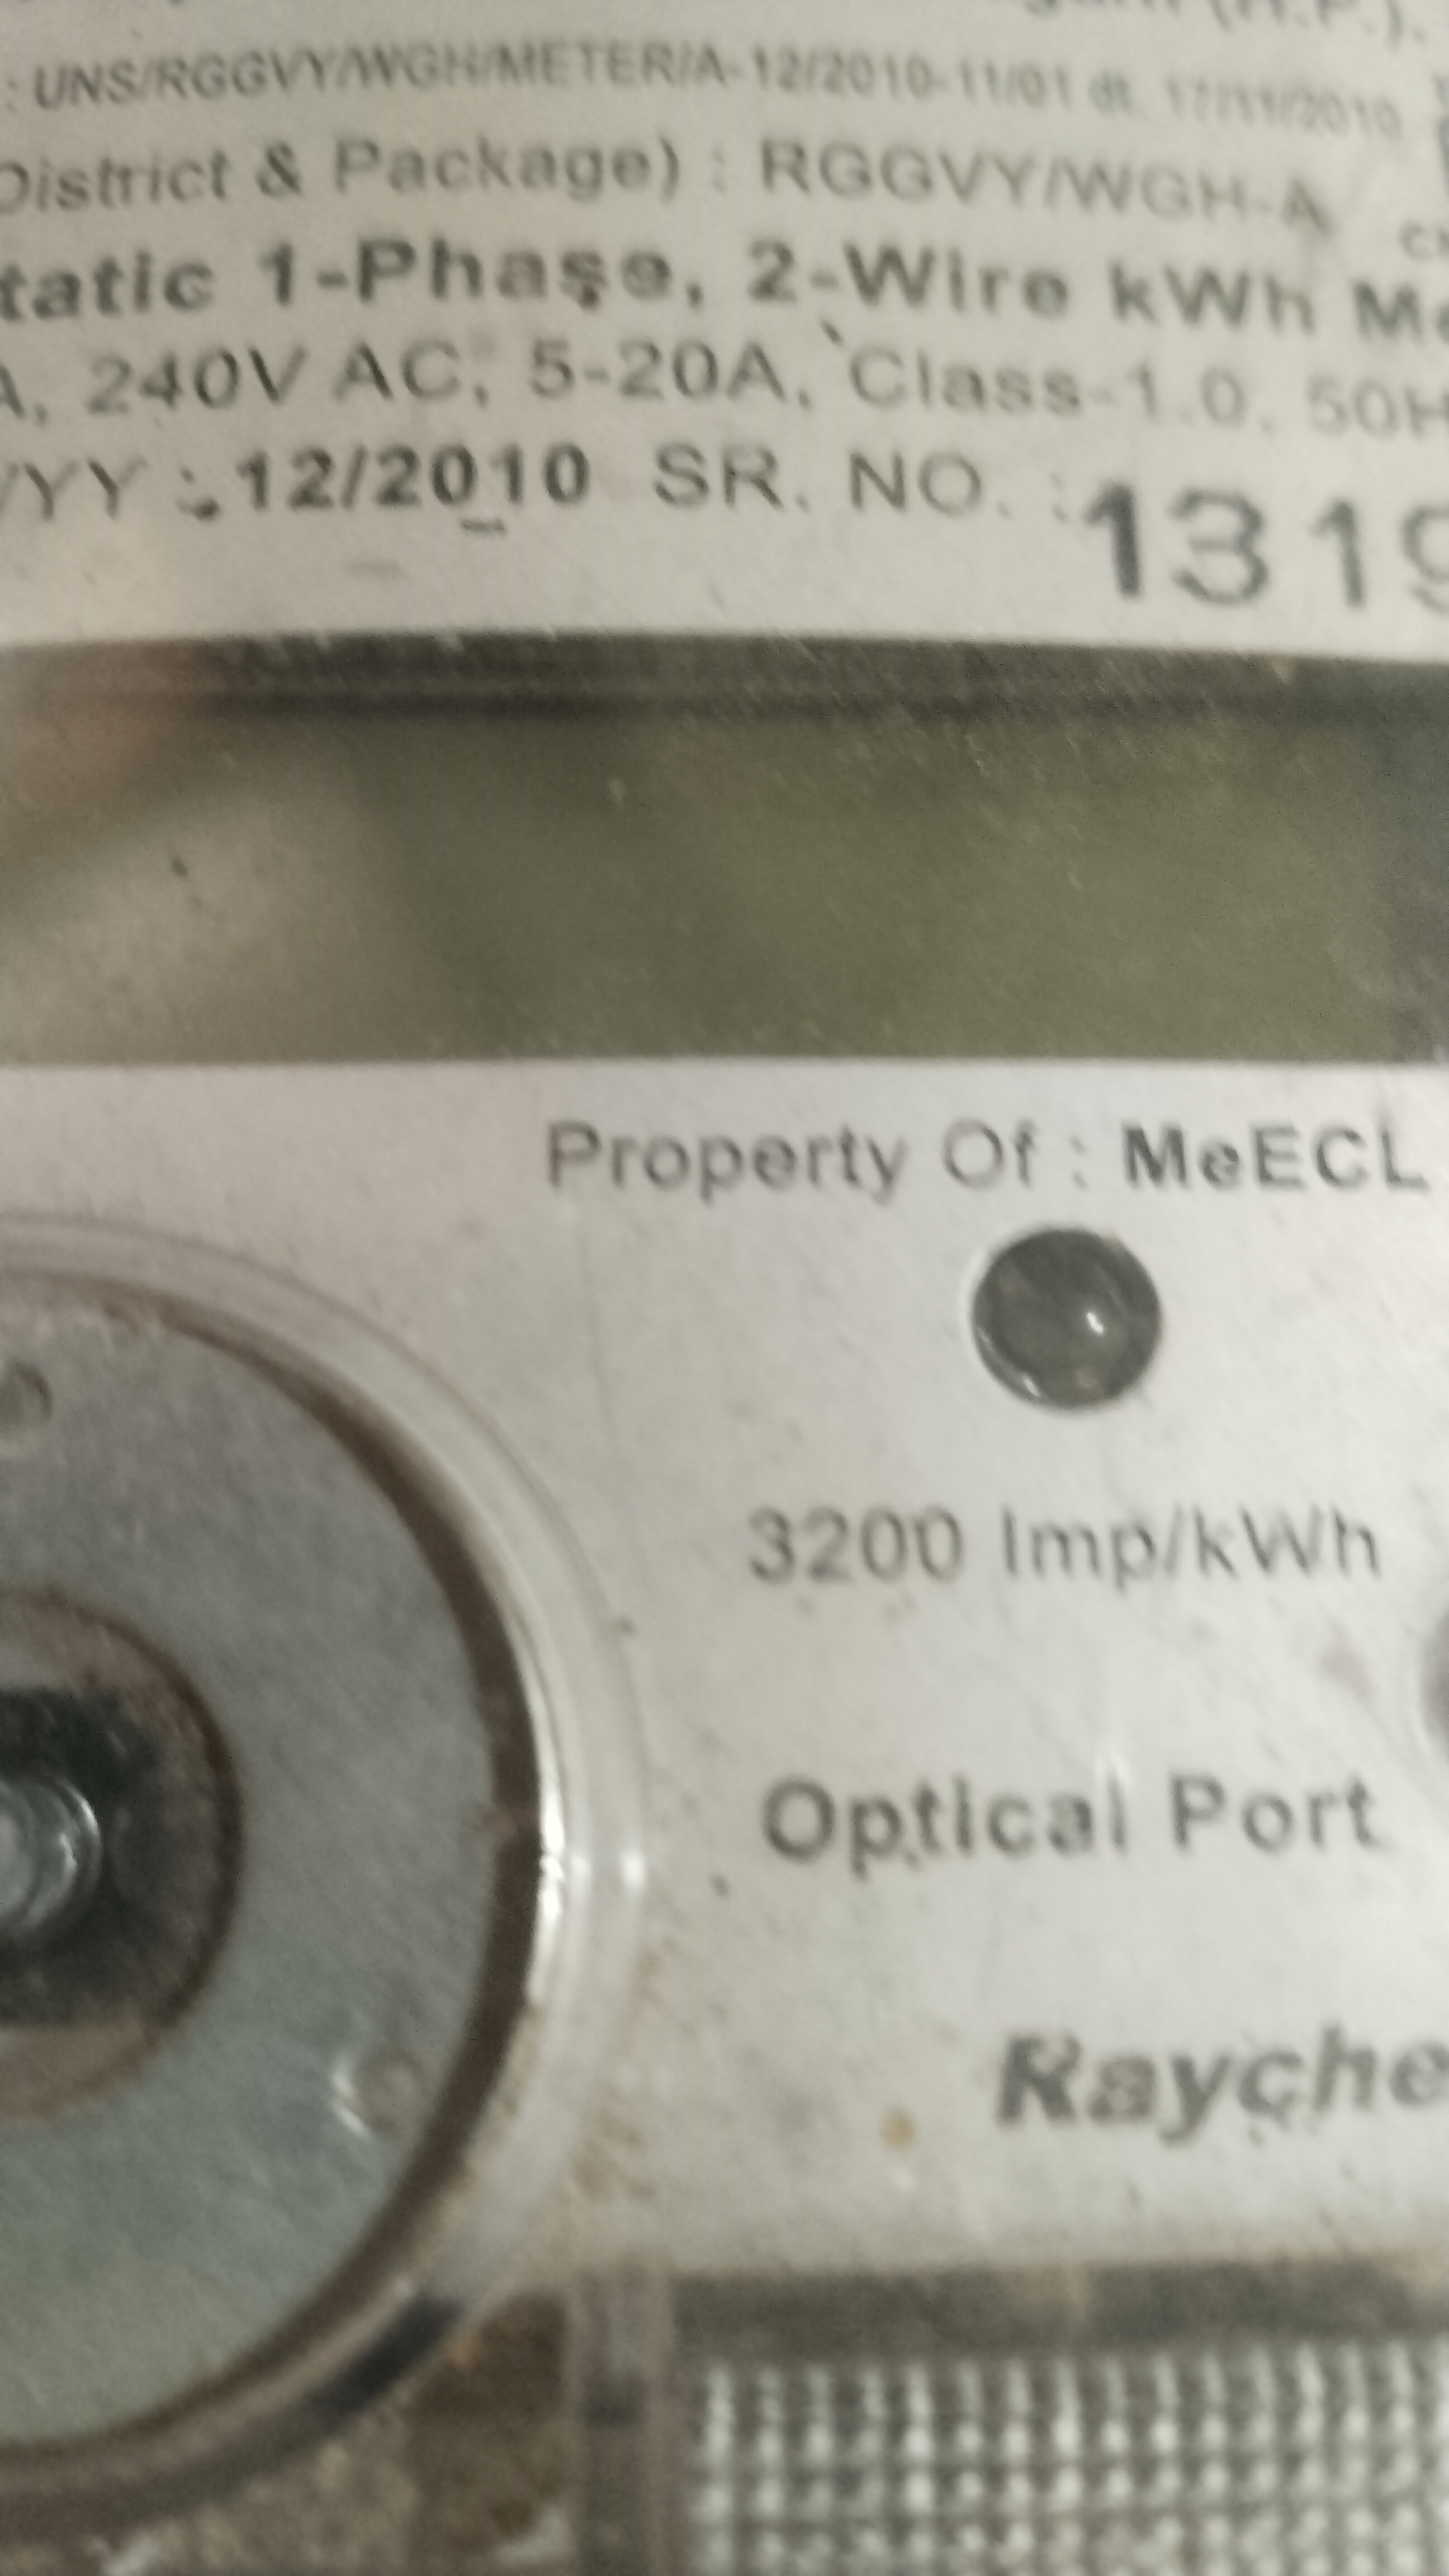 (H.P.).
: UNS/RGGVY/WGH/METER/A-12/2010-11/01 dt. 17/11/2010
District & Package) : RGGVY/WGH-A
tatic 1-Phase, 2-Wire kWh Me
A, 240V AC, 5-20A, Class-1.0, 50H
/YY : 12/2010 SR. NO. : 1319
Property Of : MeECL
3200 Imp/kWh
Optical Port
Rayche